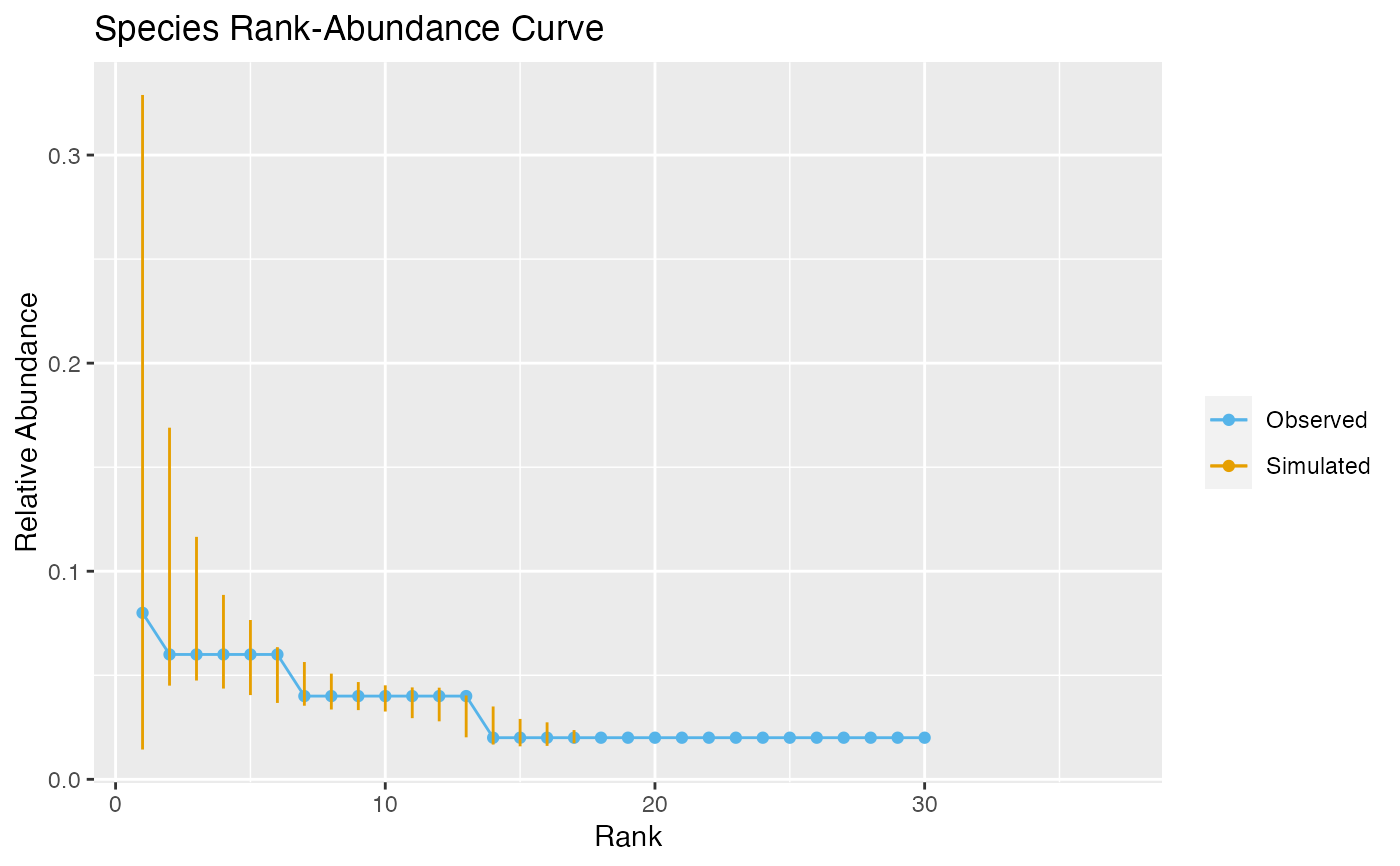 Species Rank-Abundance Curve
Relative Abundance
0.3
0.2
0.1
0.0
0
10
20
30
Rank
Observed
Simulated